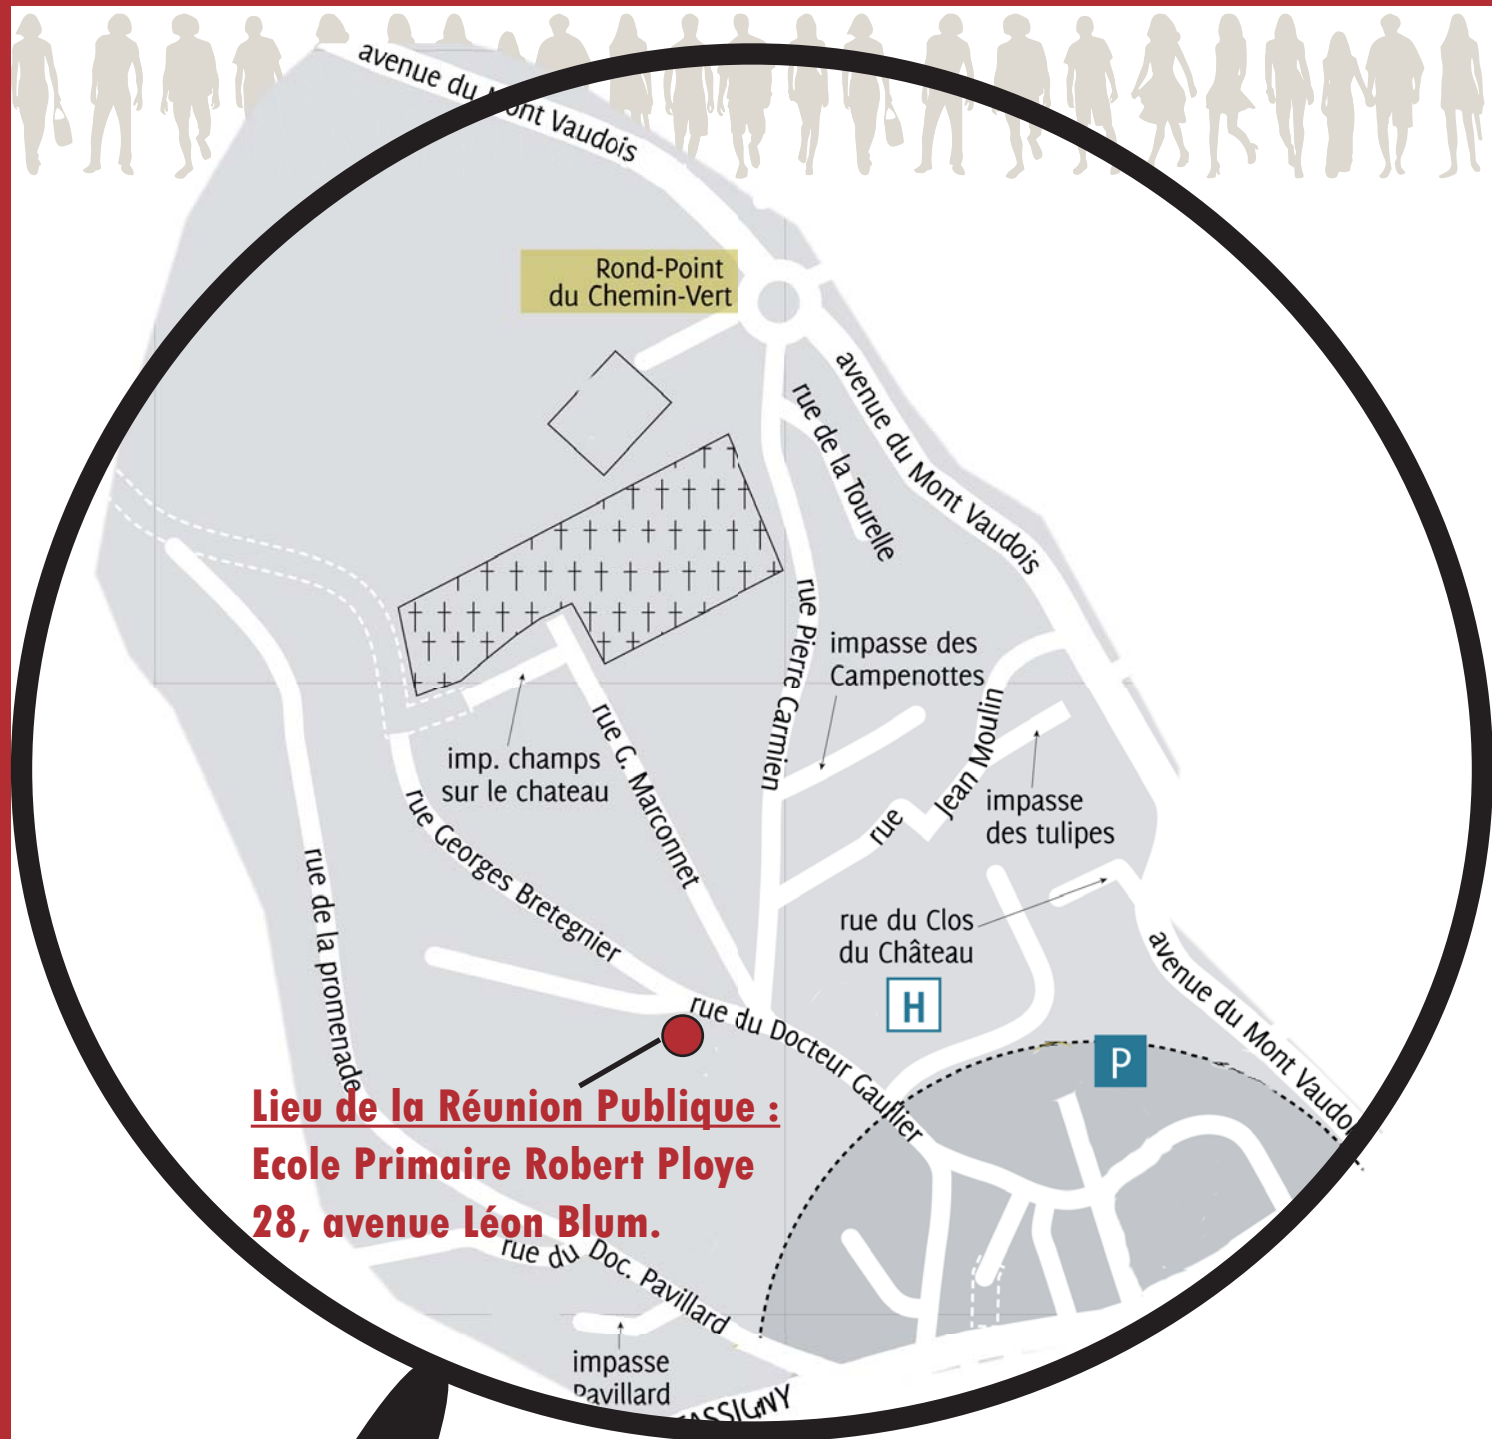 avenue du Mont Vaudois
Rond-Point
du Chemin-Vert
avenue du Mont Vaudois
rue de la Tourelle
rue Pierre Carmien
impasse des
Campenottes
rue Jean Moulin
impasse
des tulipes
imp. champs
sur le chateau
rue G. Marconnet
rue Georges Bretegnier
rue de la promenade
rue du Clos
du Château
H
avenue du Mont Vaudo
P
rue du Docteur Gaulier
Lieu de la Réunion Publique :
Ecole Primaire Robert Ploye
28, avenue Léon Blum.
rue du Doc. Pavillard
impasse
Pavillard
ASSIGNY